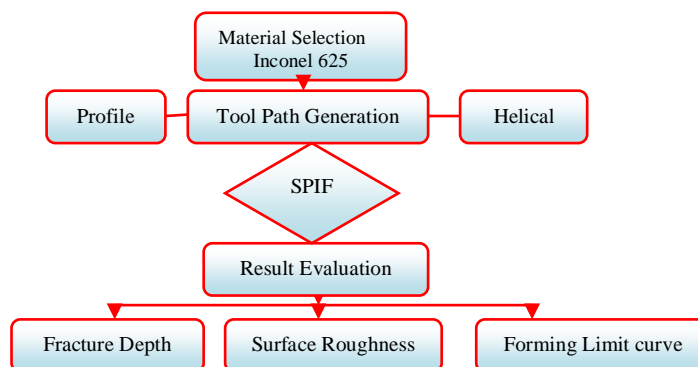 Material Selection
Inconel 625
Profile
Tool Path Generation
Helical
SPIF
Result Evaluation
Fracture Depth
Surface Roughness
Forming Limit curve